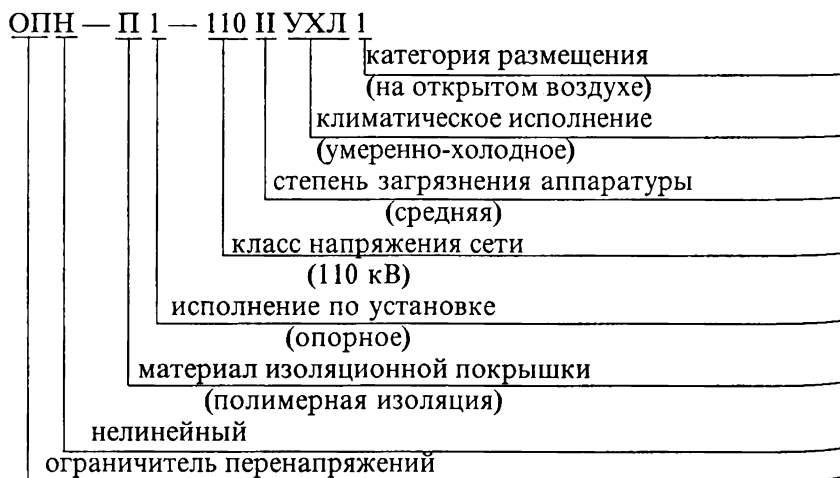 ОПН — П 1 — 110 II УХЛ 1
категория размещения
(на открытом воздухе)
климатическое исполнение
(умеренно-холодное)
степень загрязнения аппаратуры
(средняя)
класс напряжения сети
(110 кВ)
исполнение по установке
(опорное)
материал изоляционной покрышки
(полимерная изоляция)
нелинейный
ограничитель перенапряжений